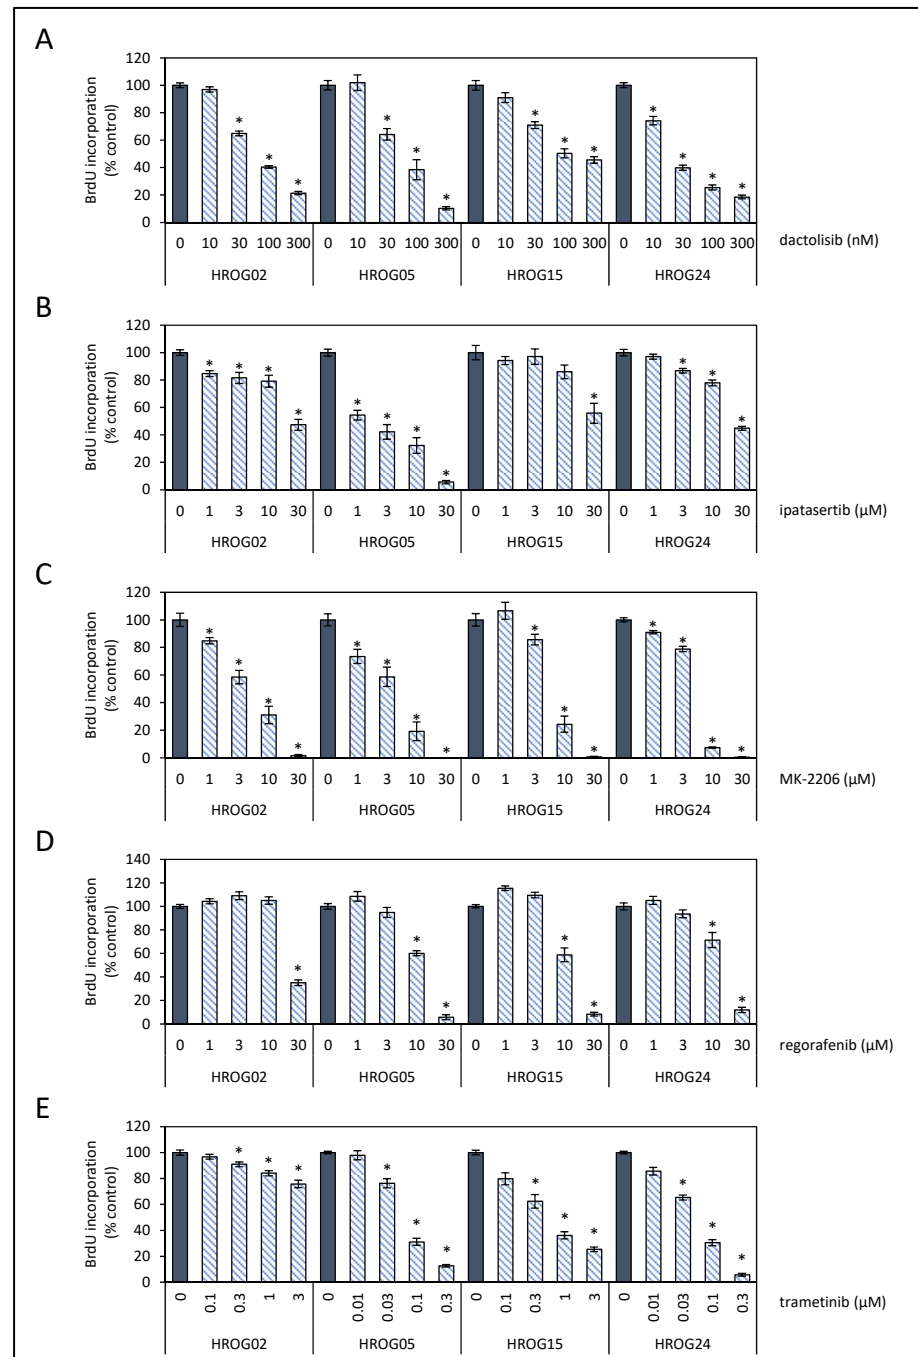 A
BrdU incorporation
(% control)
120
100
80
60
40
20
0
* * * * * * * * * * * * *
0 10 30 100 300 0 10 30 100 300 0 10 30 100 300 0 10 30 100 300
dactolisib (nM)
HROG02 HROG05 HROG15 HROG24
B
BrdU incorporation
(% control)
120
100
80
60
40
20
0
* * * * * * * * * * * *
0 1 3 10 30 0 1 3 10 30 0 1 3 10 30 0 1 3 10 30
ipatasertib (µM)
HROG02 HROG05 HROG15 HROG24
C
BrdU incorporation
(% control)
120
100
80
60
40
20
0
* * * * * * * * * * * * * * *
0 1 3 10 30 0 1 3 10 30 0 1 3 10 30 0 1 3 10 30
MK-2206 (µM)
HROG02 HROG05 HROG15 HROG24
D
BrdU incorporation
(% control)
140
120
100
80
60
40
20
0
* * * * * * *
0 1 3 10 30 0 1 3 10 30 0 1 3 10 30 0 1 3 10 30
regorafenib (µM)
HROG02 HROG05 HROG15 HROG24
E
BrdU incorporation
(% control)
120
100
80
60
40
20
0
* * * * * * * * * * * *
0 0.1 0.3 1 3 0 0.01 0.03 0.1 0.3 0 0.1 0.3 1 3 0 0.01 0.03 0.1 0.3
trametinib (µM)
HROG02 HROG05 HROG15 HROG24